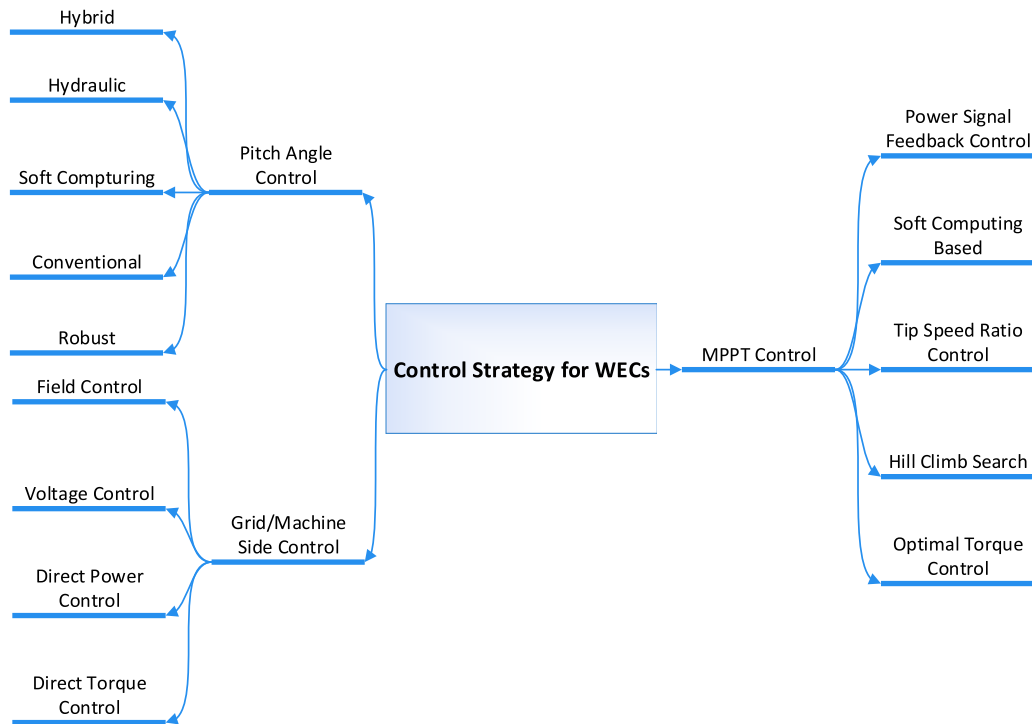 Hybrid
Hydraulic
Soft Compturing
Conventional
Robust
Pitch Angle
Control
Field Control
Voltage Control
Direct Power
Control
Direct Torque
Control
Grid/Machine
Side Control
Control Strategy for WECs
MPPT Control
Power Signal
Feedback Control
Soft Computing
Based
Tip Speed Ratio
Control
Hill Climb Search
Optimal Torque
Control